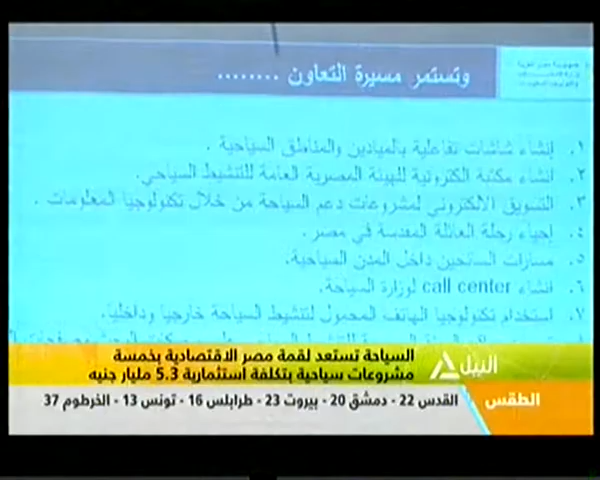 جمهورية مصر العربية
وتستمر مسيرة التعاون ........
١. إنشاء شاشات تفاعلية بالميادين والمناطق السياحية .
٢. انشاء مكتبة الكترونية للهيئة المصرية العامة للتنشيط السياحي.
٣. التسويق الالكتروني لمشروعات دعم السياحة من خلال تكنولوجيا المعلومات .
٤. إحياء رحلة العائلة المقدسة في مصر .
٥. مسارات السائحين داخل المدن السياحية.
٦. انشاء call center لوزارة السياحة.
٧. استخدام تكنولوجيا الهاتف المحمول لتنشيط السياحة خارجيا وداخليا.
النيل
السياحة تستعد لقمة مصر الاقتصادية بخمسة
مشروعات سياحية بتكلفة استثمارية 5.3 مليار جنيه
الطقس
القدس 22 - دمشق 20 - بيروت 23 - طرابلس 16 - تونس 13 - الخرطوم 37